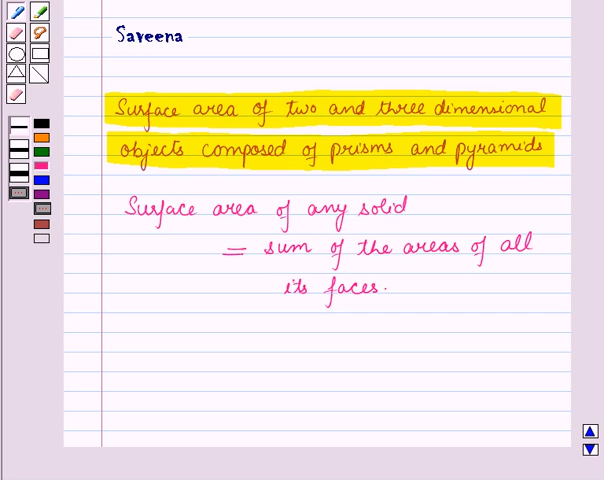 Saveena
Surface area of two and three dimensional
objects composed of prisms and pyramids
Surface area of any solid
= sum of the areas of all
its faces.